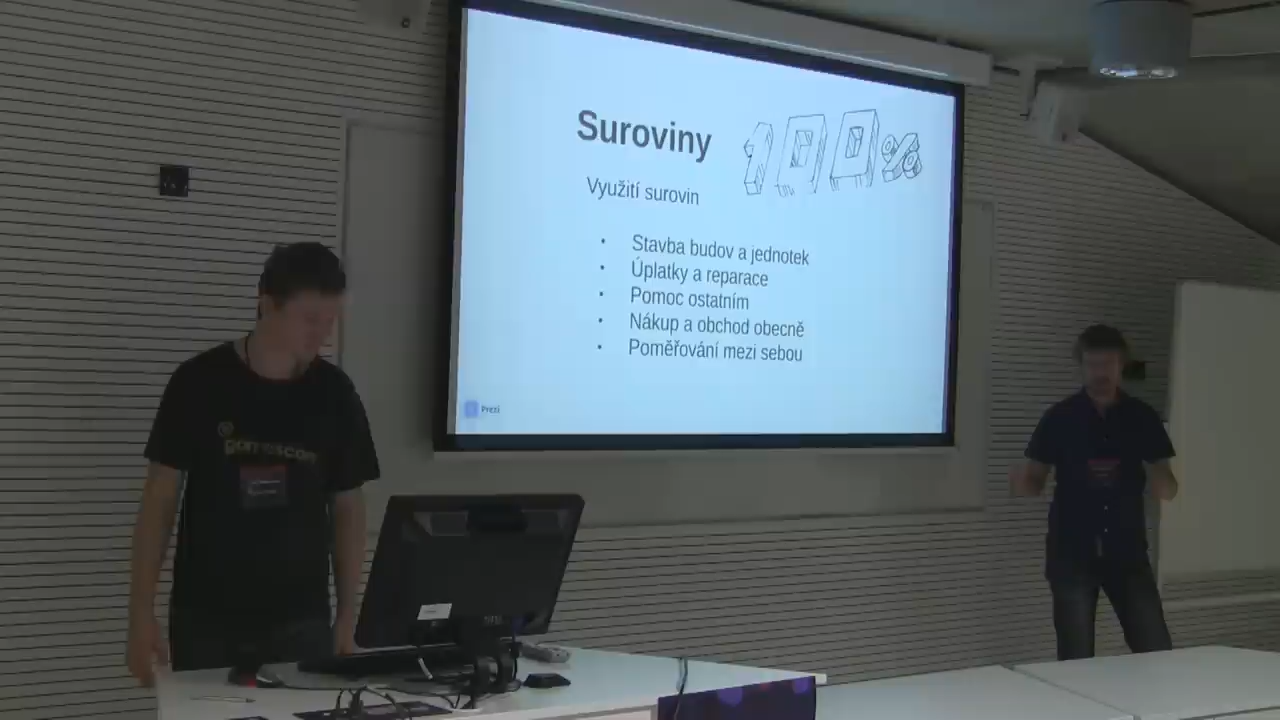 Suroviny
100%
Využití surovin
• Stavba budov a jednotek
• Úplatky a reparace
• Pomoc ostatním
• Nákup a obchod obecně
• Poměřování mezi sebou
Prezi
gamescom